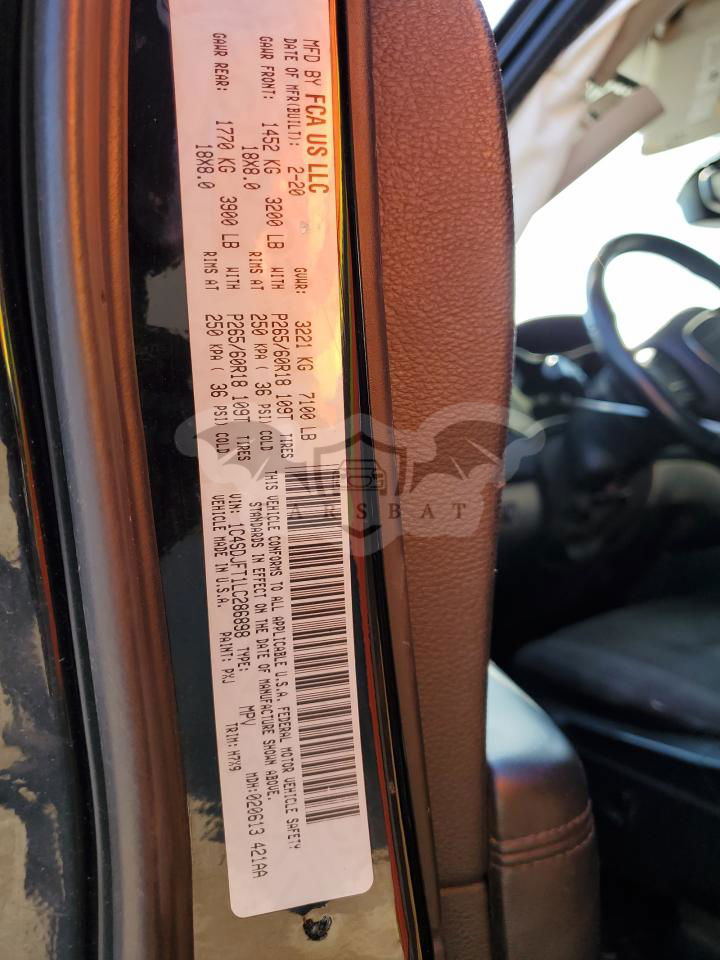 MFD BY FCA US LLC
DATE OF MFR(BUILT): 2-20 GVWR: 3221 KG 7100 LB
GAWR FRONT: 1452 KG 3200 LB WITH P265/60R18 109T TIRES
18X8.0 RIMS AT 250 KPA ( 36 PSI) COLD
GAWR REAR: 1770 KG 3900 LB WITH P265/60R18 109T TIRES
18X8.0 RIMS AT 250 KPA ( 36 PSI) COLD
THIS VEHICLE CONFORMS TO ALL APPLICABLE U.S.A. FEDERAL MOTOR VEHICLE SAFETY
STANDARDS IN EFFECT ON THE DATE OF MANUFACTURE SHOWN ABOVE.
VIN: 1C4SDJFT1LC286898 TYPE: MPV MDH:020613 421AA
VEHICLE MADE IN U.S.A. PAINT: PXJ TRIM: H7X9
ARSBAT